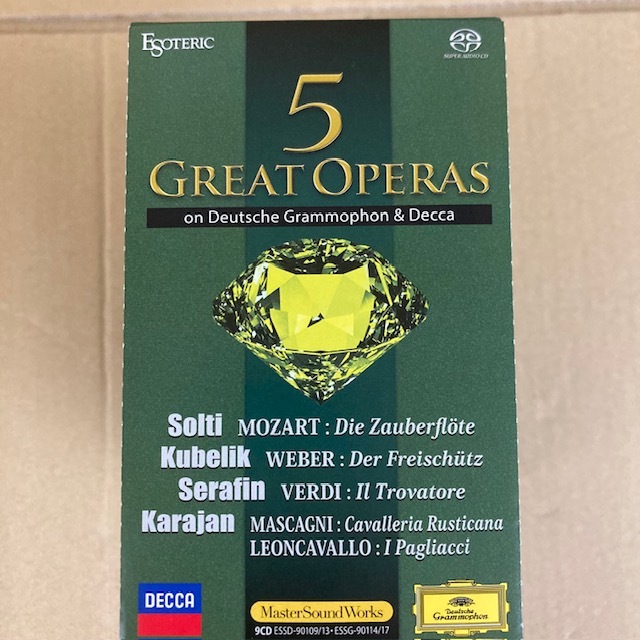 ESOTERIC
SUPER AUDIO CD
5
GREAT OPERAS
on Deutsche Grammophon & Decca
Solti MOZART : Die Zauberflöte
Kubelik WEBER : Der Freischütz
Serafin VERDI : Il Trovatore
Karajan MASCAGNI : Cavalleria Rusticana
LEONCAVALLO : I Pagliacci
DECCA
MasterSoundWorks
9CD ESSD-90109/13 · ESSG-90114/17
Deutsche
Grammophon